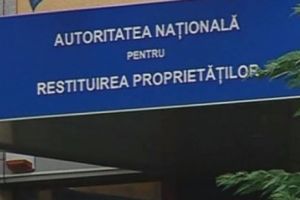 AUTORITATEA NAȚIONALĂ
PENTRU
RESTITUIREA PROPRIETĂȚILOR